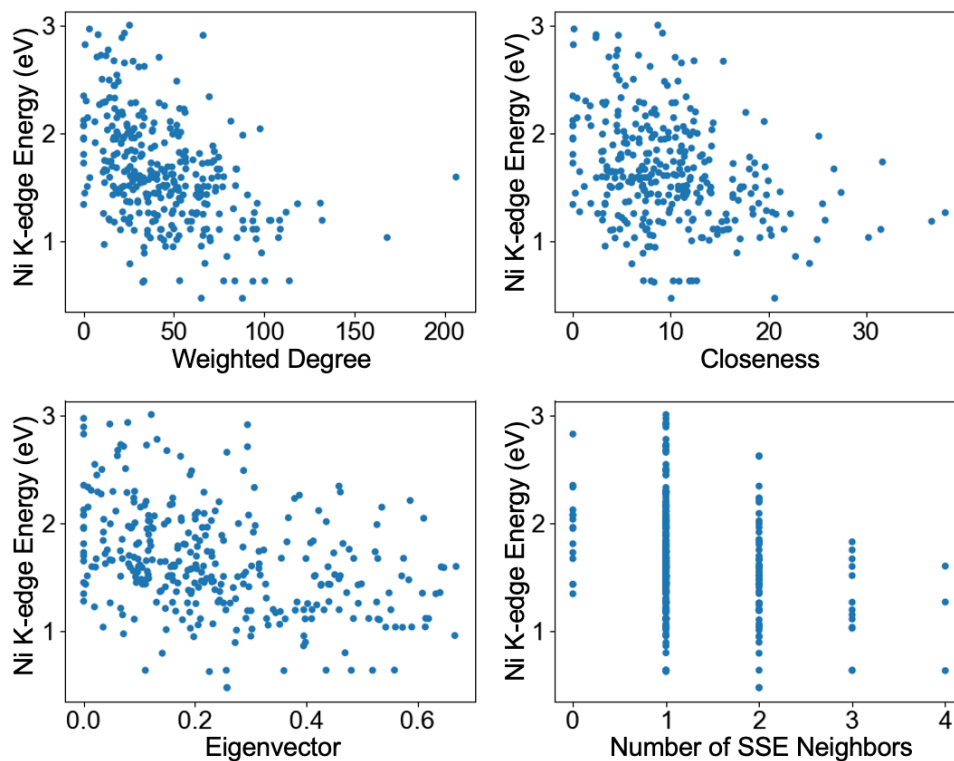 Ni K-edge Energy (eV)
3
2
1
0 50 100 150 200
Weighted Degree
Ni K-edge Energy (eV)
3
2
1
0 10 20 30
Closeness
Ni K-edge Energy (eV)
3
2
1
0.0 0.2 0.4 0.6
Eigenvector
Ni K-edge Energy (eV)
3
2
1
0 1 2 3 4
Number of SSE Neighbors